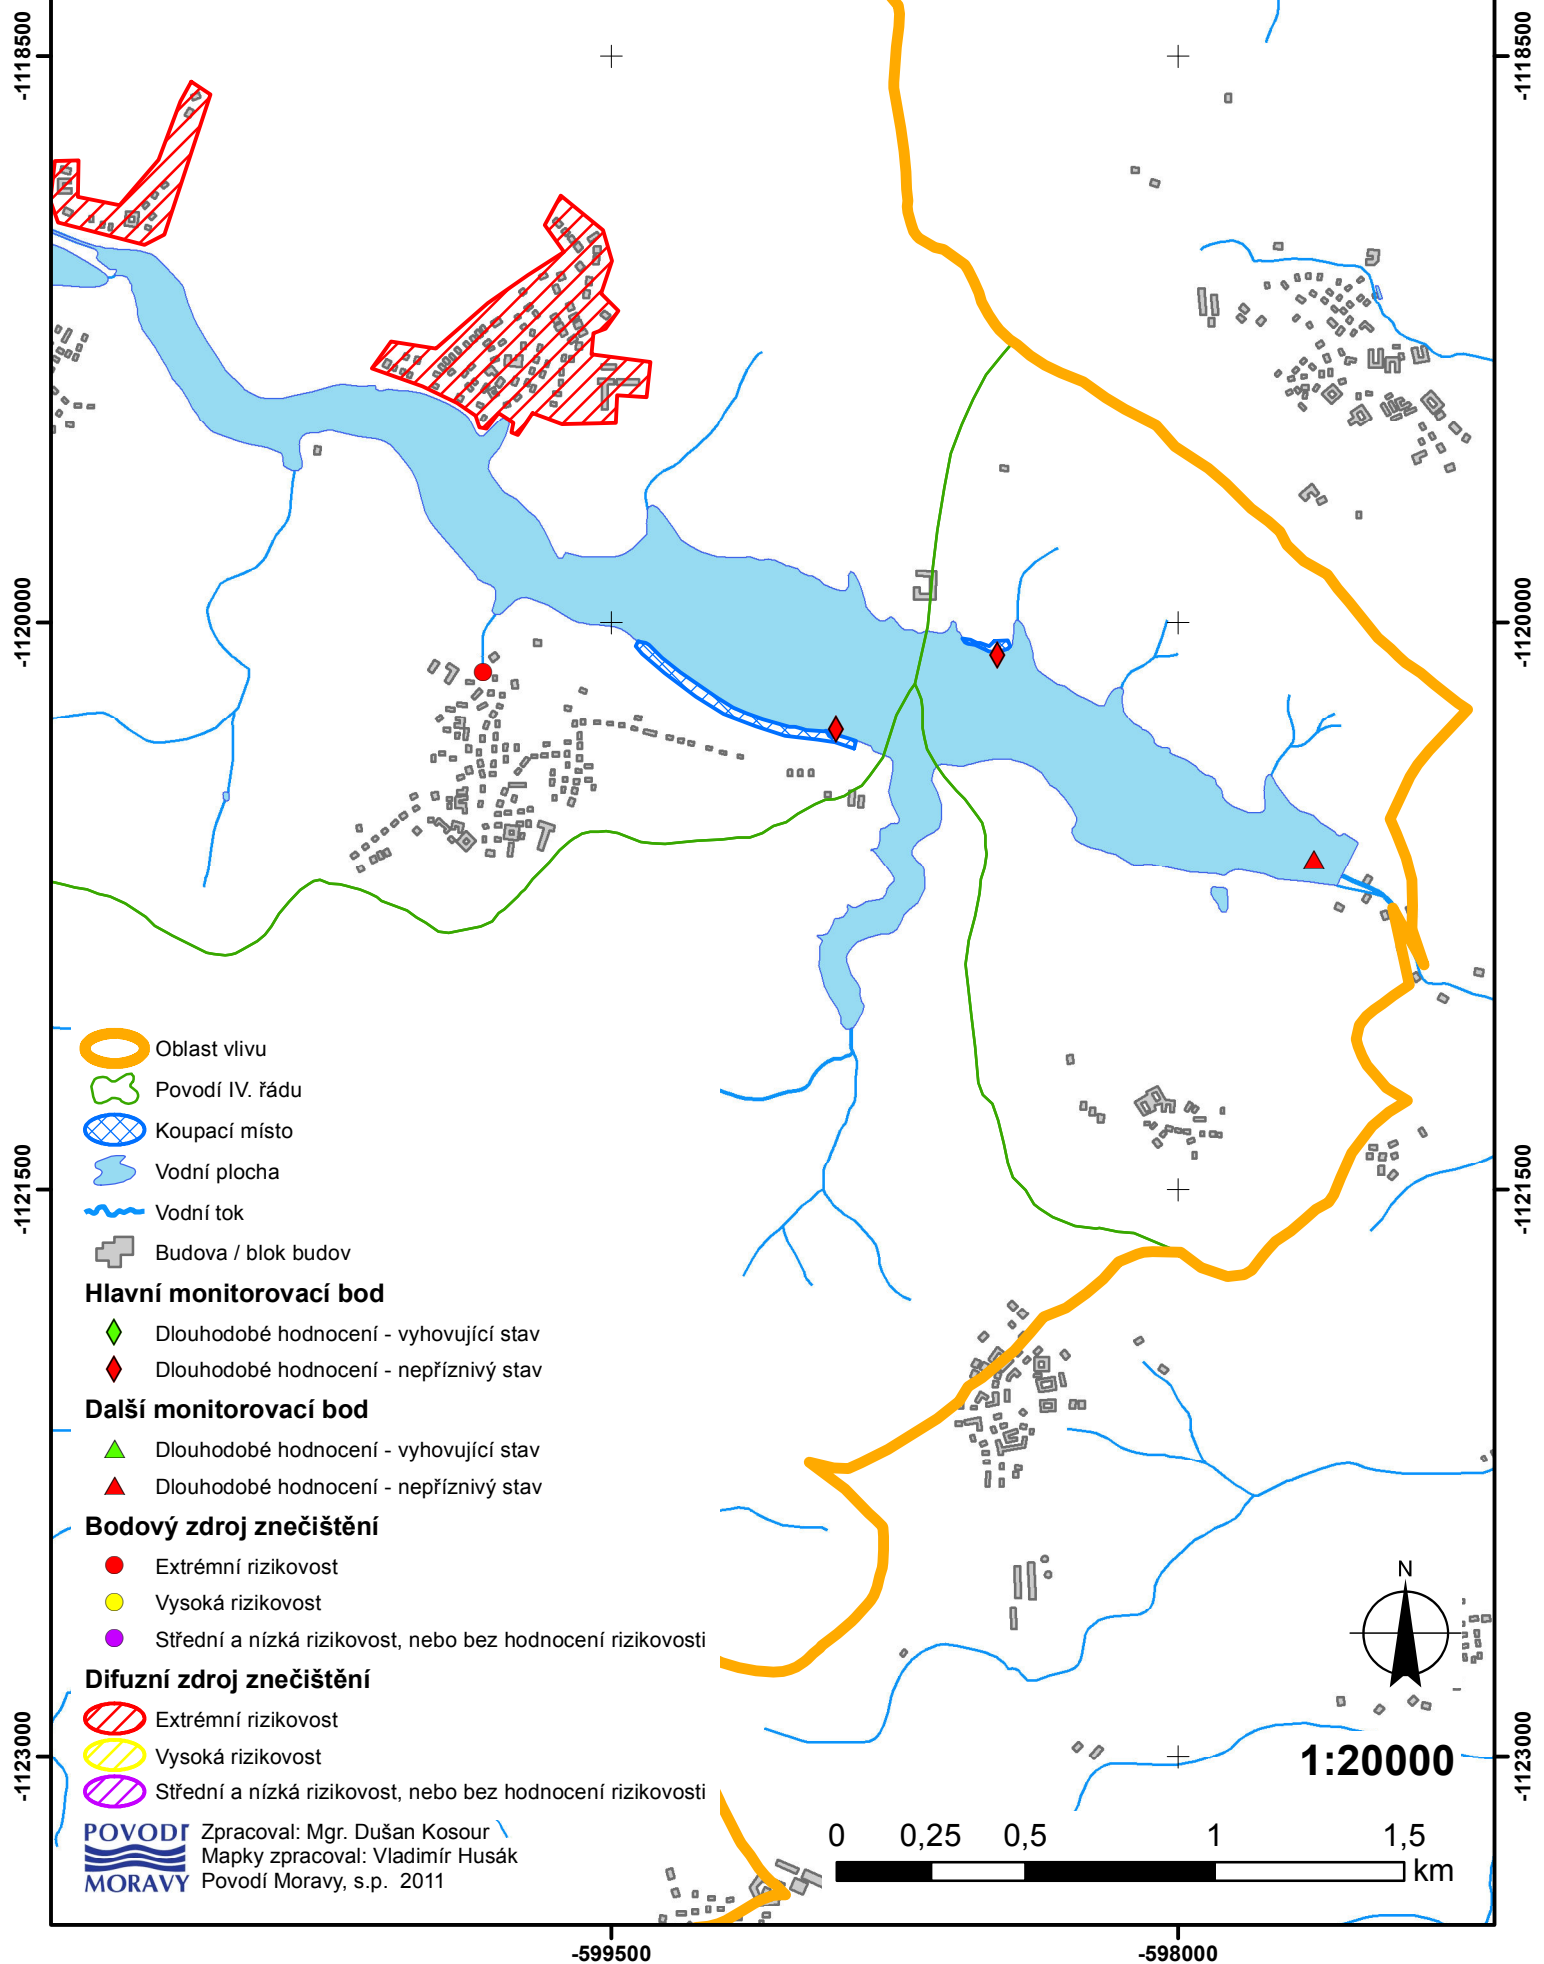 -1118500
-1118500
-1120000
-1120000
Oblast vlivu
Povodí IV. řádu
Koupací místo
Vodní plocha
-1121500
-1121500
Vodní tok
Budova / blok budov
Hlavní monitorovací bod
Dlouhodobé hodnocení - vyhovující stav
Dlouhodobé hodnocení - nepříznivý stav
Další monitorovací bod
Dlouhodobé hodnocení - vyhovující stav
Dlouhodobé hodnocení - nepříznivý stav
Bodový zdroj znečištění
Extrémní rizikovost
Vysoká rizikovost
Střední a nízká rizikovost, nebo bez hodnocení rizikovosti
Difuzní zdroj znečištění
Extrémní rizikovost
Vysoká rizikovost
Střední a nízká rizikovost, nebo bez hodnocení rizikovosti
N
-1123000
-1123000
1:20000
POVODÍ
MORAVY
Zpracoval: Mgr. Dušan Kosour
Mapky zpracoval: Vladimír Husák
Povodí Moravy, s.p. 2011
0 0,25 0,5 1 1,5
km
-599500
-598000